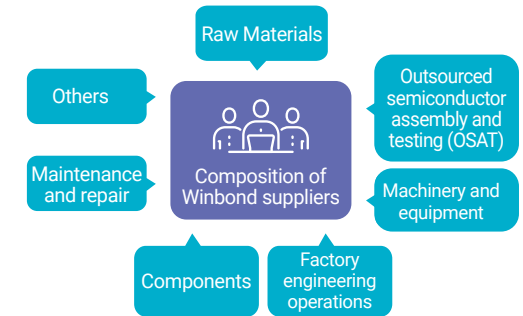 Raw Materials
Outsourced
semiconductor
assembly and
testing (OSAT)
Others
Composition of
Winbond suppliers
Maintenance
and repair
Machinery and
equipment
Components
Factory
engineering
operations